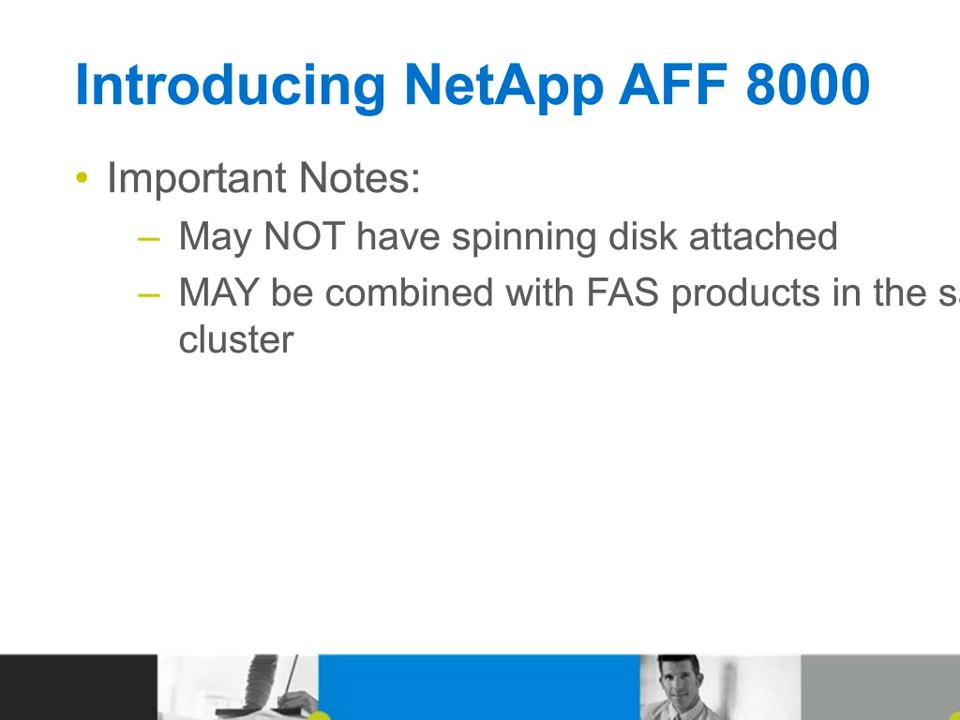 Introducing NetApp AFF 8000
• Important Notes:
– May NOT have spinning disk attached
– MAY be combined with FAS products in the
cluster